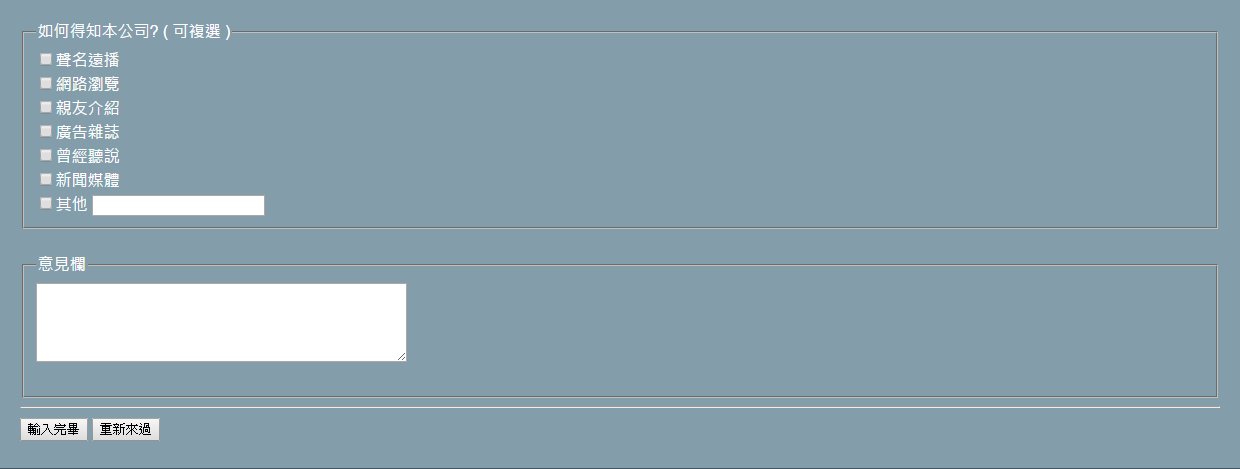 如何得知本公司? ( 可複選 )
聲名遠播
網路瀏覽
親友介紹
廣告雜誌
曾經聽說
新聞媒體
其他
意見欄
輸入完畢 重新來過